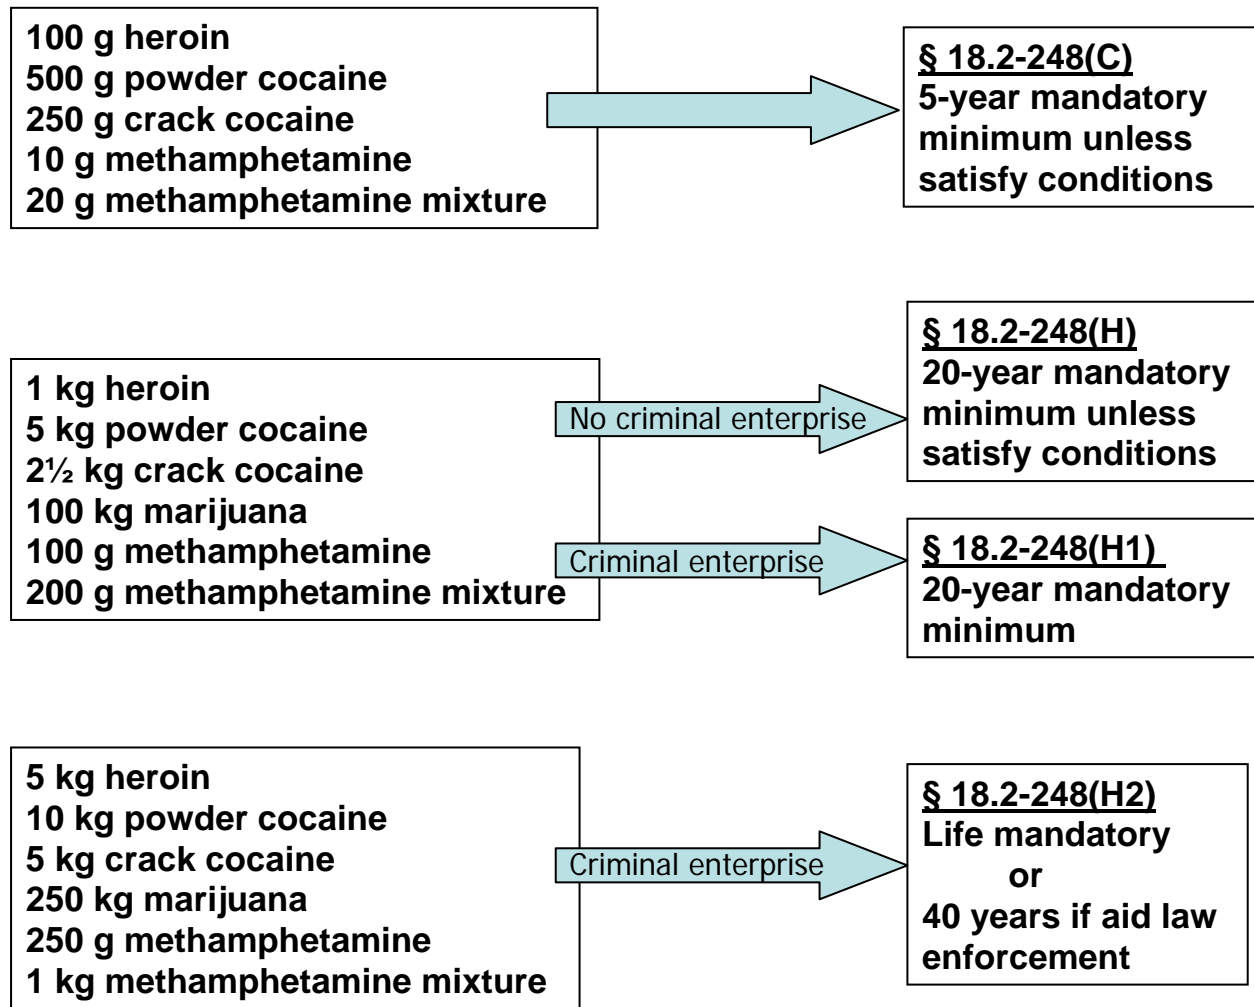 100 g heroin
500 g powder cocaine
250 g crack cocaine
10 g methamphetamine
20 g methamphetamine mixture
§ 18.2-248(C)
5-year mandatory
minimum unless
satisfy conditions
1 kg heroin
5 kg powder cocaine
2½ kg crack cocaine
100 kg marijuana
100 g methamphetamine
200 g methamphetamine mixture
No criminal enterprise
§ 18.2-248(H)
20-year mandatory
minimum unless
satisfy conditions
Criminal enterprise
§ 18.2-248(H1)
20-year mandatory
minimum
5 kg heroin
10 kg powder cocaine
5 kg crack cocaine
250 kg marijuana
250 g methamphetamine
1 kg methamphetamine mixture
Criminal enterprise
§ 18.2-248(H2)
Life mandatory
or
40 years if aid law
enforcement